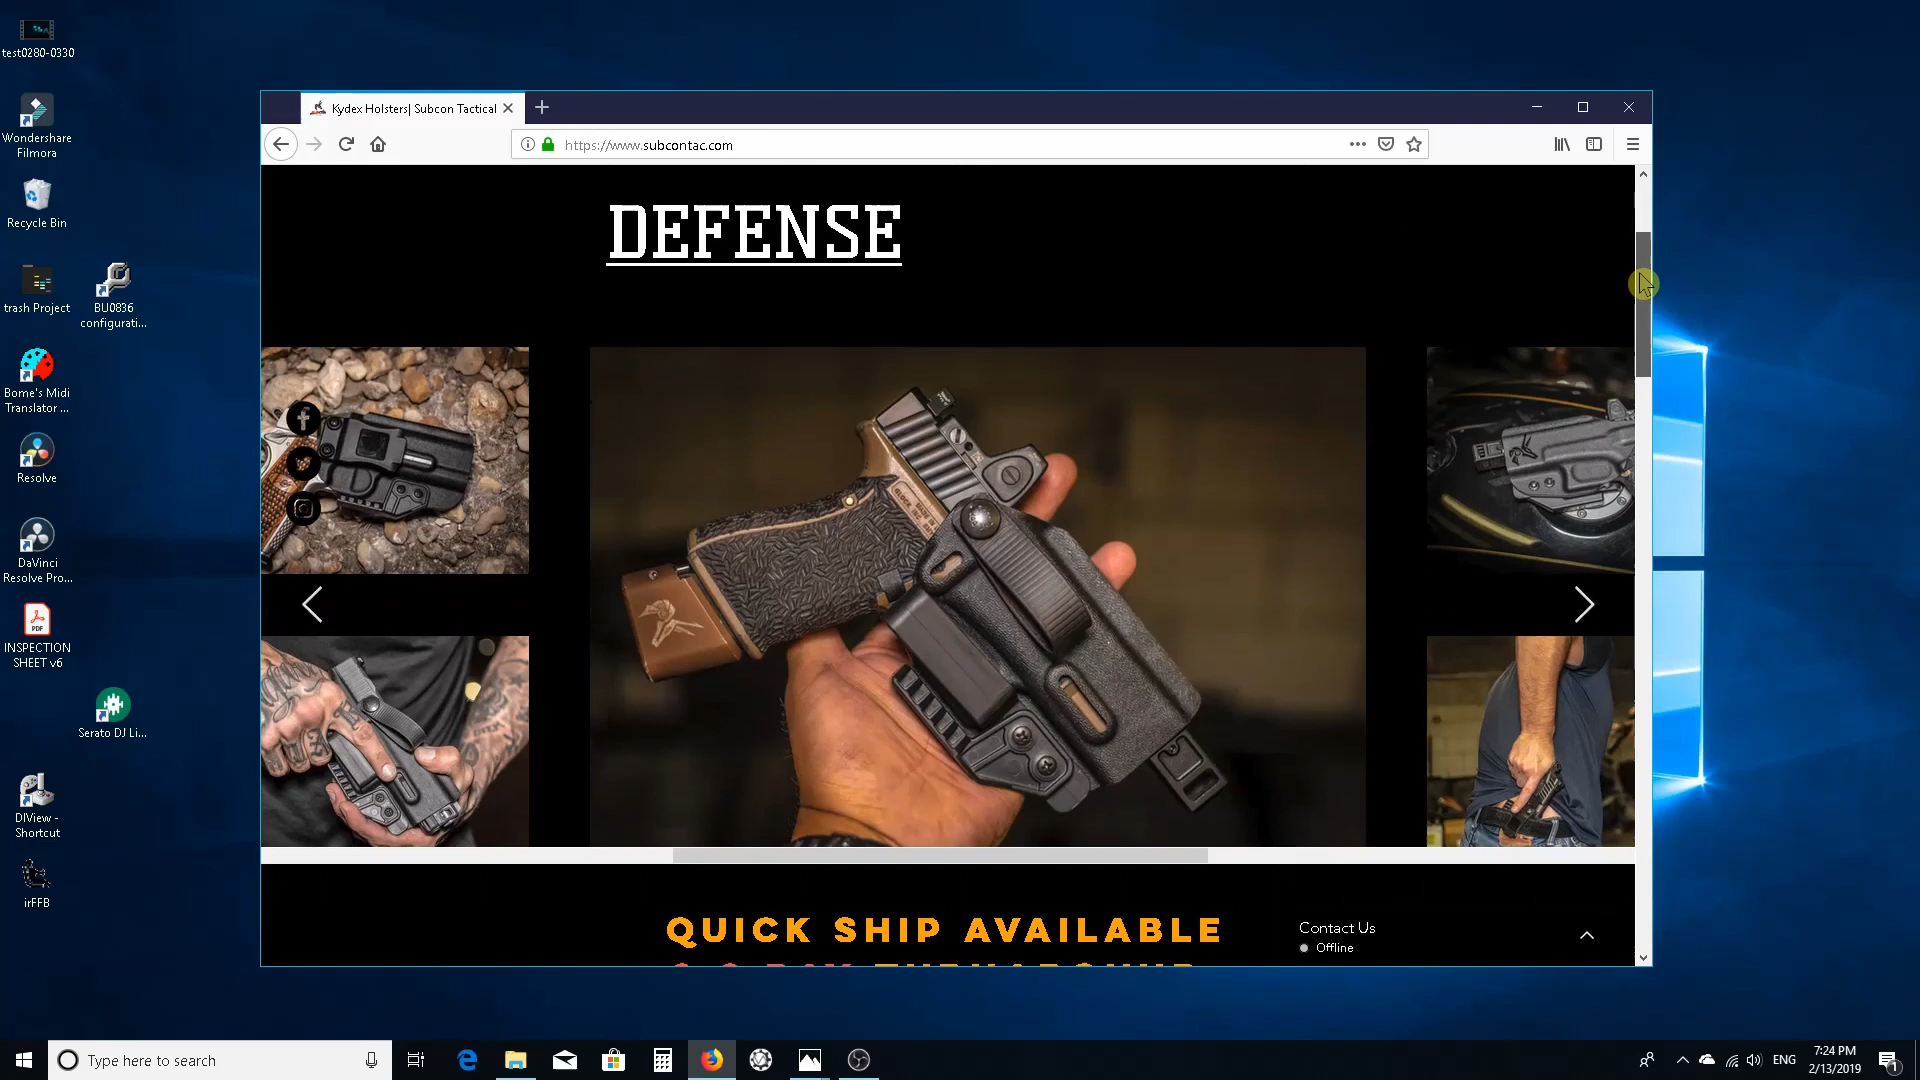 test0280-0330
Wondershare
Filmora
Recycle Bin
trash Project
BU0836
configurati...
Bome's Midi
Translator ...
Resolve
DaVinci
Resolve Pro...
INSPECTION
SHEET v6
Serato DJ Li...
DIView -
Shortcut
irFFB
Kydex Holsters| Subcon Tactical
https://www.subcontac.com
DEFENSE
QUICK SHIP AVAILABLE
Contact Us
Offline
Type here to search
ENG
7:24 PM
2/13/2019
1